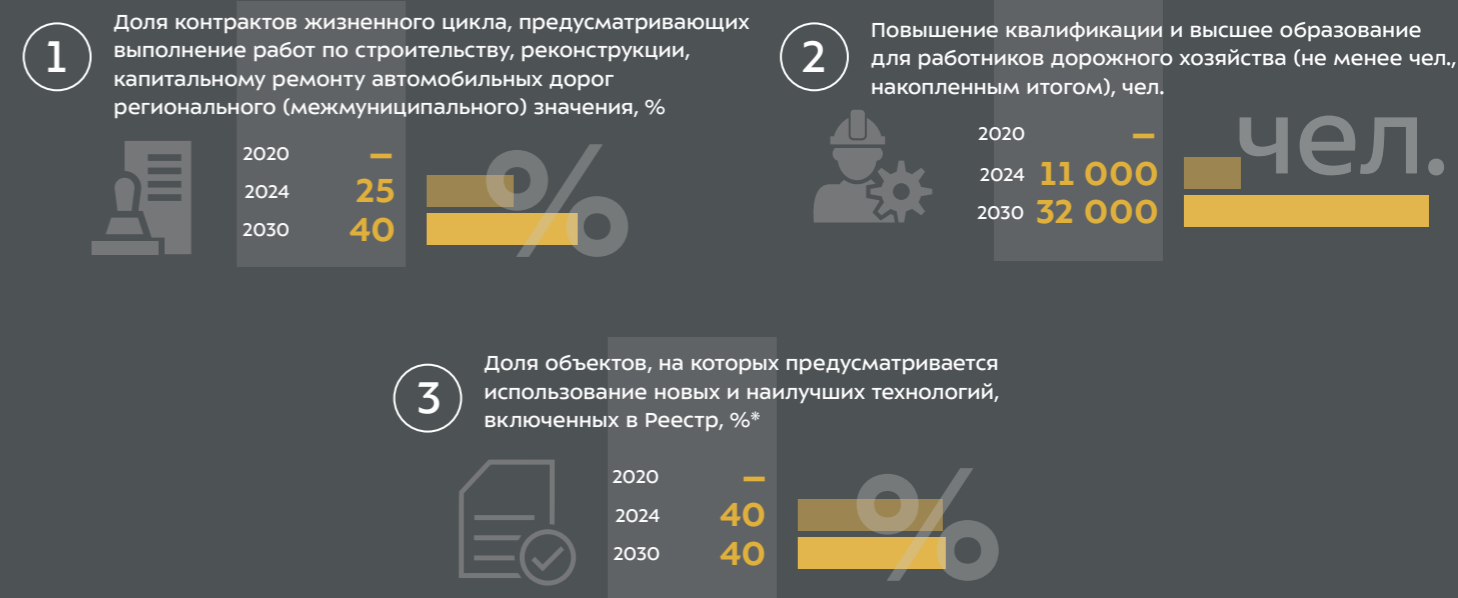 1
Доля контрактов жизненного цикла, предусматривающих
выполнение работ по строительству, реконструкции,
капитальному ремонту автомобильных дорог
регионального (межмуниципального) значения, %
2020 –
2024 25
2030 40
%
2
Повышение квалификации и высшее образование
для работников дорожного хозяйства (не менее чел.,
накопленным итогом), чел.
2020 –
2024 11 000
2030 32 000
чел.
3
Доля объектов, на которых предусматривается
использование новых и наилучших технологий,
включенных в Реестр, %*
2020 –
2024 40
2030 40
%